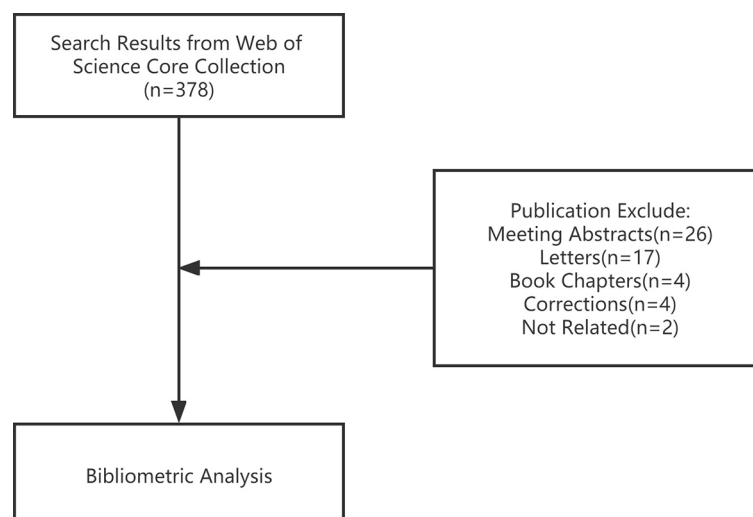 Search Results from Web of
Science Core Collection
(n=378)
Publication Exclude:
Meeting Abstracts(n=26)
Letters(n=17)
Book Chapters(n=4)
Corrections(n=4)
Not Related(n=2)
Bibliometric Analysis